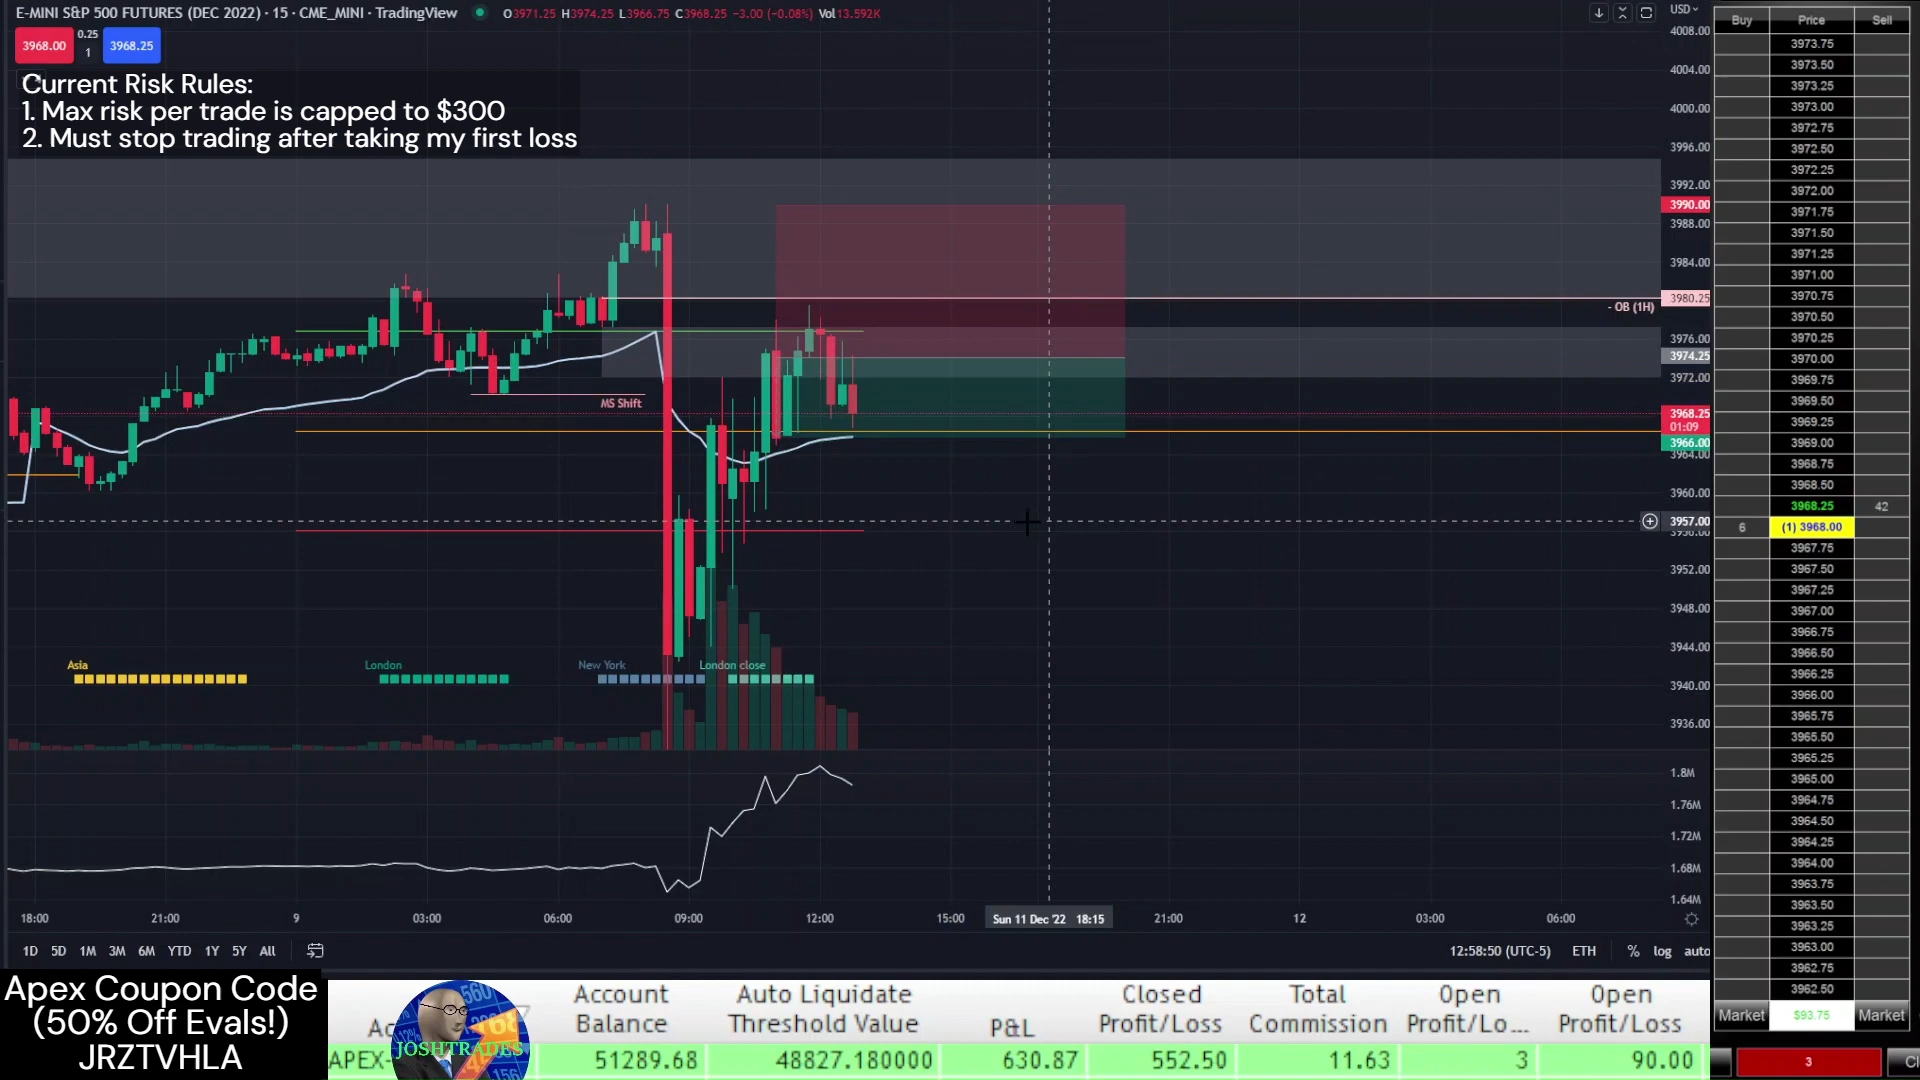 E-MINI S&P 500 FUTURES (DEC 2022) · 15 · CME_MINI · TradingView
O3971.25 H3974.25 L3966.75 C3968.25 −3.00 (−0.08%) Vol13.592K
USD
3968.00
0.25
1
3968.25
Current Risk Rules:
1. Max risk per trade is capped to $300
2. Must stop trading after taking my first loss
4008.00
4004.00
4000.00
3996.00
3992.00
3990.00
3988.00
3984.00
3980.25
- OB (1H)
3976.00
3974.25
3972.00
MS Shift
3968.25
01:09
3966.00
3964.00
3960.00
3957.00
3952.00
3948.00
3944.00
3940.00
3936.00
Asia
London
New York
London close
1.8M
1.76M
1.72M
1.68M
1.64M
18:00
21:00
9
03:00
06:00
09:00
12:00
15:00
Sun 11 Dec '22 18:15
21:00
12
03:00
06:00
1D 5D 1M 3M 6M YTD 1Y 5Y All
12:58:50 (UTC-5) ETH % log auto
Buy Price Sell
3973.75
3973.50
3973.25
3973.00
3972.75
3972.50
3972.25
3972.00
3971.75
3971.50
3971.25
3971.00
3970.75
3970.50
3970.25
3970.00
3969.75
3969.50
3969.25
3969.00
3968.75
3968.50
3968.25 42
6 (1) 3968.00
3967.75
3967.50
3967.25
3967.00
3966.75
3966.50
3966.25
3966.00
3965.75
3965.50
3965.25
3965.00
3964.75
3964.50
3964.25
3964.00
3963.75
3963.50
3963.25
3963.00
3962.75
3962.50
Market $93.75 Market
3
Apex Coupon Code
(50% Off Evals!)
JRZTVHLA
JOSHTRADES
Account Balance
Auto Liquidate Threshold Value
P&L
Closed Profit/Loss
Total Commission
Open Profit/Lo...
Open Profit/Loss
APEX-
51289.68
48827.180000
630.87
552.50
11.63
3
90.00